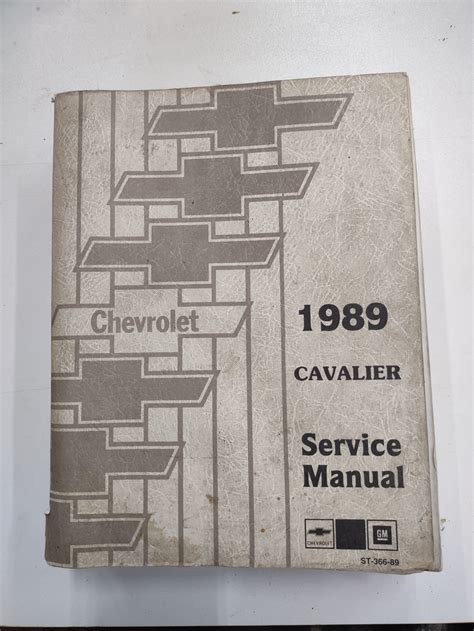 Chevrolet
1989
CAVALIER
Service
Manual
CHEVROLET
GM
ST-366-89